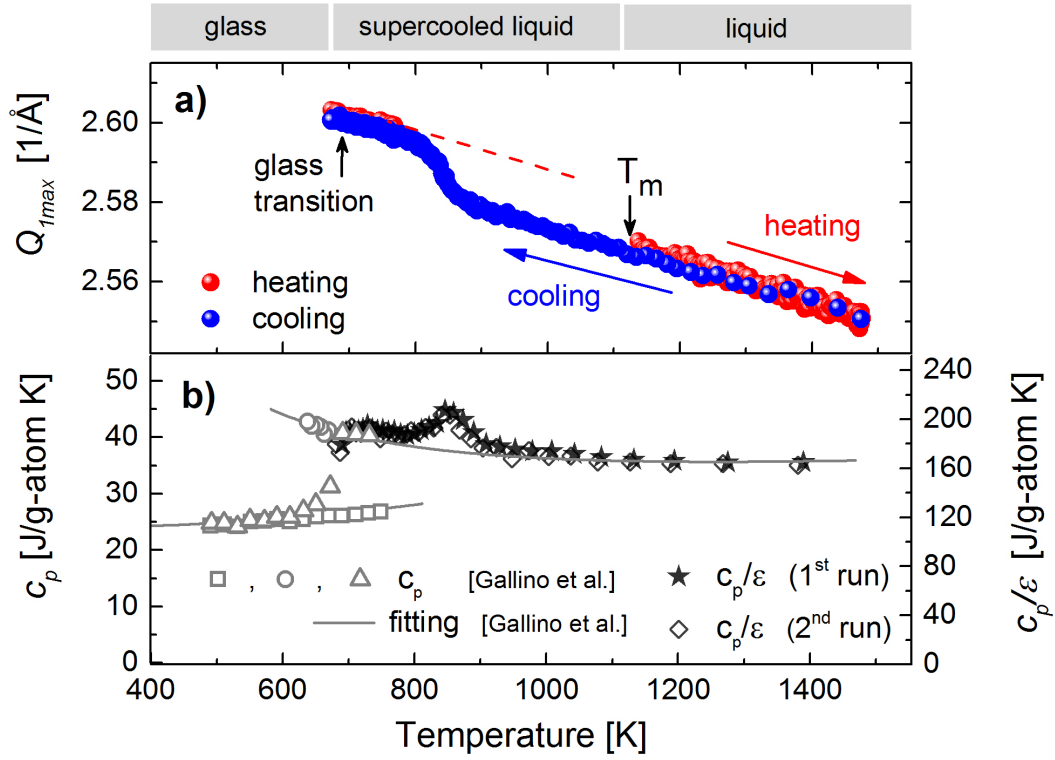 glass supercooled liquid liquid
a)
2.60
2.58
2.56
Q1max [1/Å]
glass
transition
Tm
heating
cooling
heating
cooling
b)
50
40
30
20
10
0
cp [J/g-atom K]
240
200
160
120
80
40
0
cp/ε [J/g-atom K]
, , cp [Gallino et al.]
fitting [Gallino et al.]
cp/ε (1st run)
cp/ε (2nd run)
400 600 800 1000 1200 1400
Temperature [K]